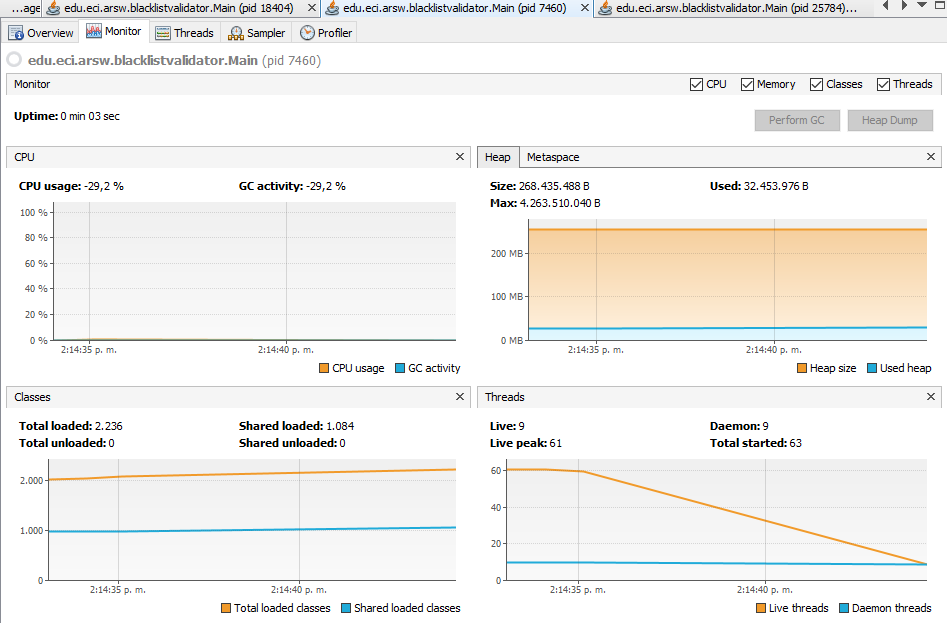 ...age edu.eci.arsw.blacklistvalidator.Main (pid 18404) edu.eci.arsw.blacklistvalidator.Main (pid 7460) edu.eci.arsw.blacklistvalidator.Main (pid 25784)...
Overview Monitor Threads Sampler Profiler
edu.eci.arsw.blacklistvalidator.Main (pid 7460)
Monitor CPU Memory Classes Threads
Uptime: 0 min 03 sec Perform GC Heap Dump
CPU
CPU usage: -29,2 % GC activity: -29,2 %
100 %
80 %
60 %
40 %
20 %
0 %
2:14:35 p. m. 2:14:40 p. m.
CPU usage GC activity
Heap Metaspace
Size: 268.435.488 B Used: 32.453.976 B
Max: 4.263.510.040 B
200 MB
100 MB
0 MB
2:14:35 p. m. 2:14:40 p. m.
Heap size Used heap
Classes
Total loaded: 2.236 Shared loaded: 1.084
Total unloaded: 0 Shared unloaded: 0
2.000
1.000
0
2:14:35 p. m. 2:14:40 p. m.
Total loaded classes Shared loaded classes
Threads
Live: 9 Daemon: 9
Live peak: 61 Total started: 63
60
40
20
0
2:14:35 p. m. 2:14:40 p. m.
Live threads Daemon threads